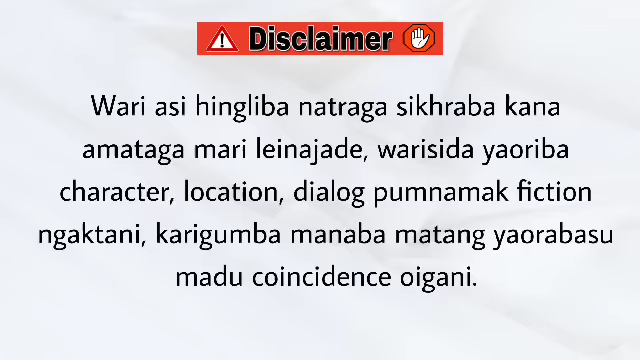 Disclaimer
Wari asi hingliba natraga sikhraba kana
amataga mari leinajade, warisida yaoriba
character, location, dialog pumnamak fiction
ngaktani, karigumba manaba matang yaorabasu
madu coincidence oigani.